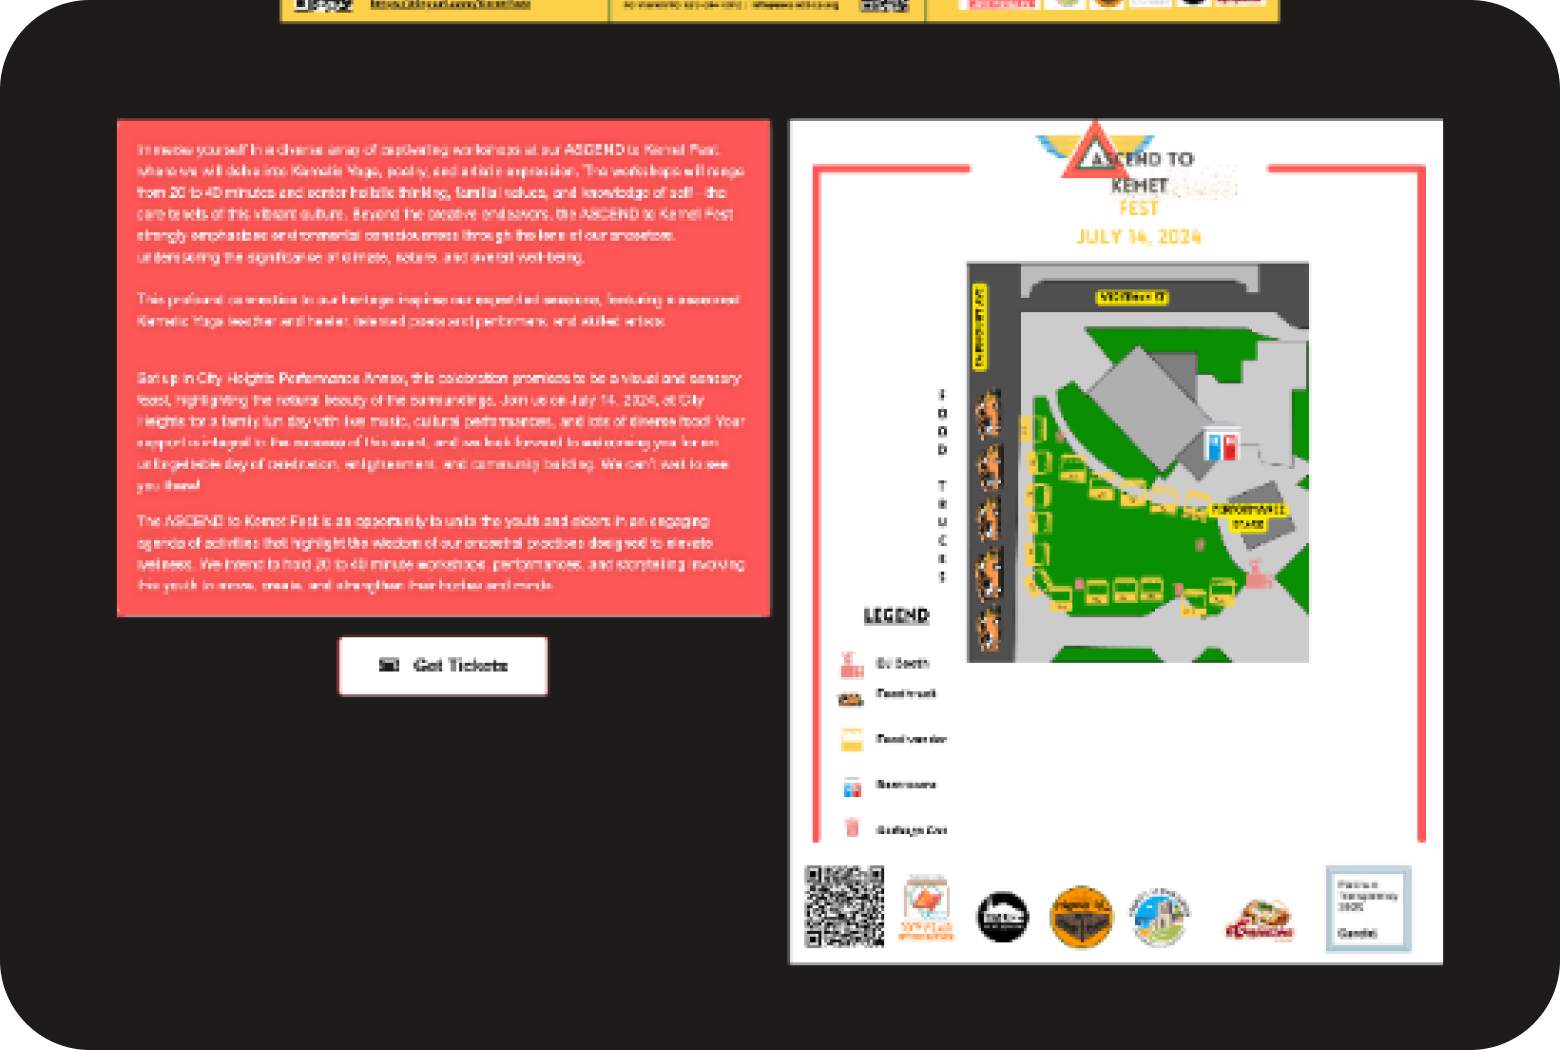 Immerse yourself in a diverse array of captivating workshops at our ASCEND to Kemet Fest,
where we will delve into Kemetic Yoga, poetry, and artistic expression. The workshops will range
from 20 to 40 minutes and center holistic thinking, familial values, and knowledge of self - the
core tenets of this vibrant culture. Beyond the creative endeavors, the ASCEND to Kemet Fest
strongly emphasizes environmental consciousness through the lens of our ancestors,
underscoring the significance of climate, nature, and overall well-being.
This profound connection to our heritage inspires our expert-led sessions, featuring a seasoned
Kemetic Yoga teacher and healer, talented poets and performers, and skilled artists.
Set up in City Heights Performance Annex, this celebration promises to be a visual and sensory
feast, highlighting the natural beauty of the surroundings. Join us on July 14, 2024, at City
Heights for a family fun day with live music, cultural performances, and lots of diverse food! Your
support is integral to the success of this event, and we look forward to welcoming you for an
unforgettable day of celebration, enlightenment, and community building. We can't wait to see
you there!
The ASCEND to Kemet Fest is an opportunity to unite the youth and elders in an engaging
agenda of activities that highlight the wisdom of our ancestral practices designed to elevate
wellness. We intend to hold 20 to 40 minute workshops, performances, and storytelling involving
the youth to move, create, and strengthen their bodies and minds.
Get Tickets
ASCEND TO
KEMET
FEST
JULY 14, 2024
FAIRMOUNT AVE
PERFORMANCE
STAGE
FOOD
TRUCKS
LEGEND
DJ Booth
Food truck
Food vendor
Restrooms
Garbage Can
Platinum
Transparency
Candid.